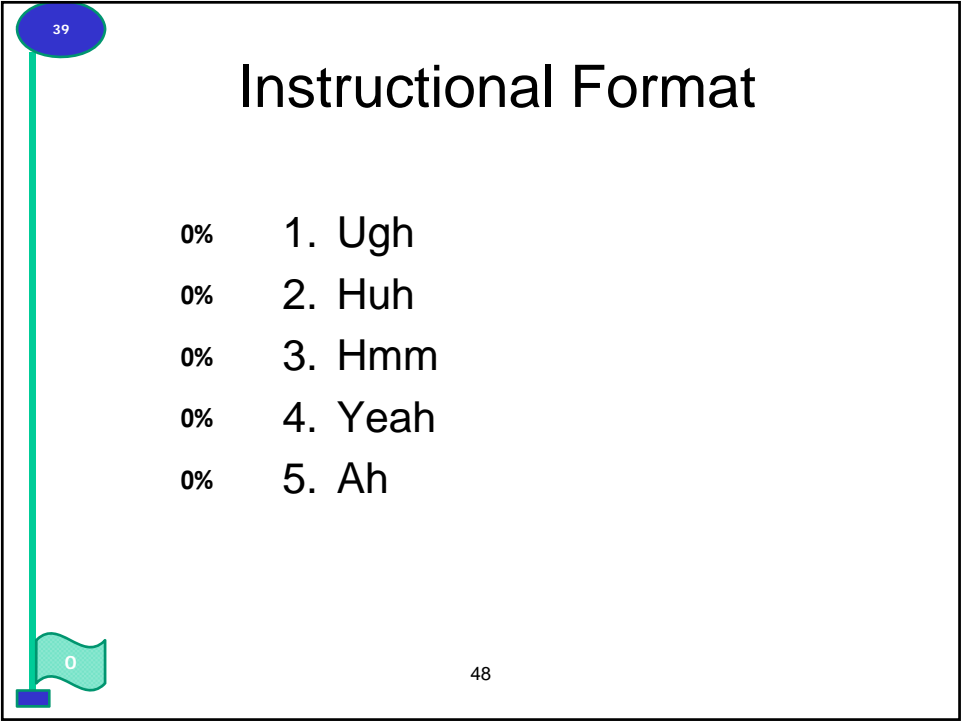 39
Instructional Format
0% 1. Ugh
0% 2. Huh
0% 3. Hmm
0% 4. Yeah
0% 5. Ah
0
48